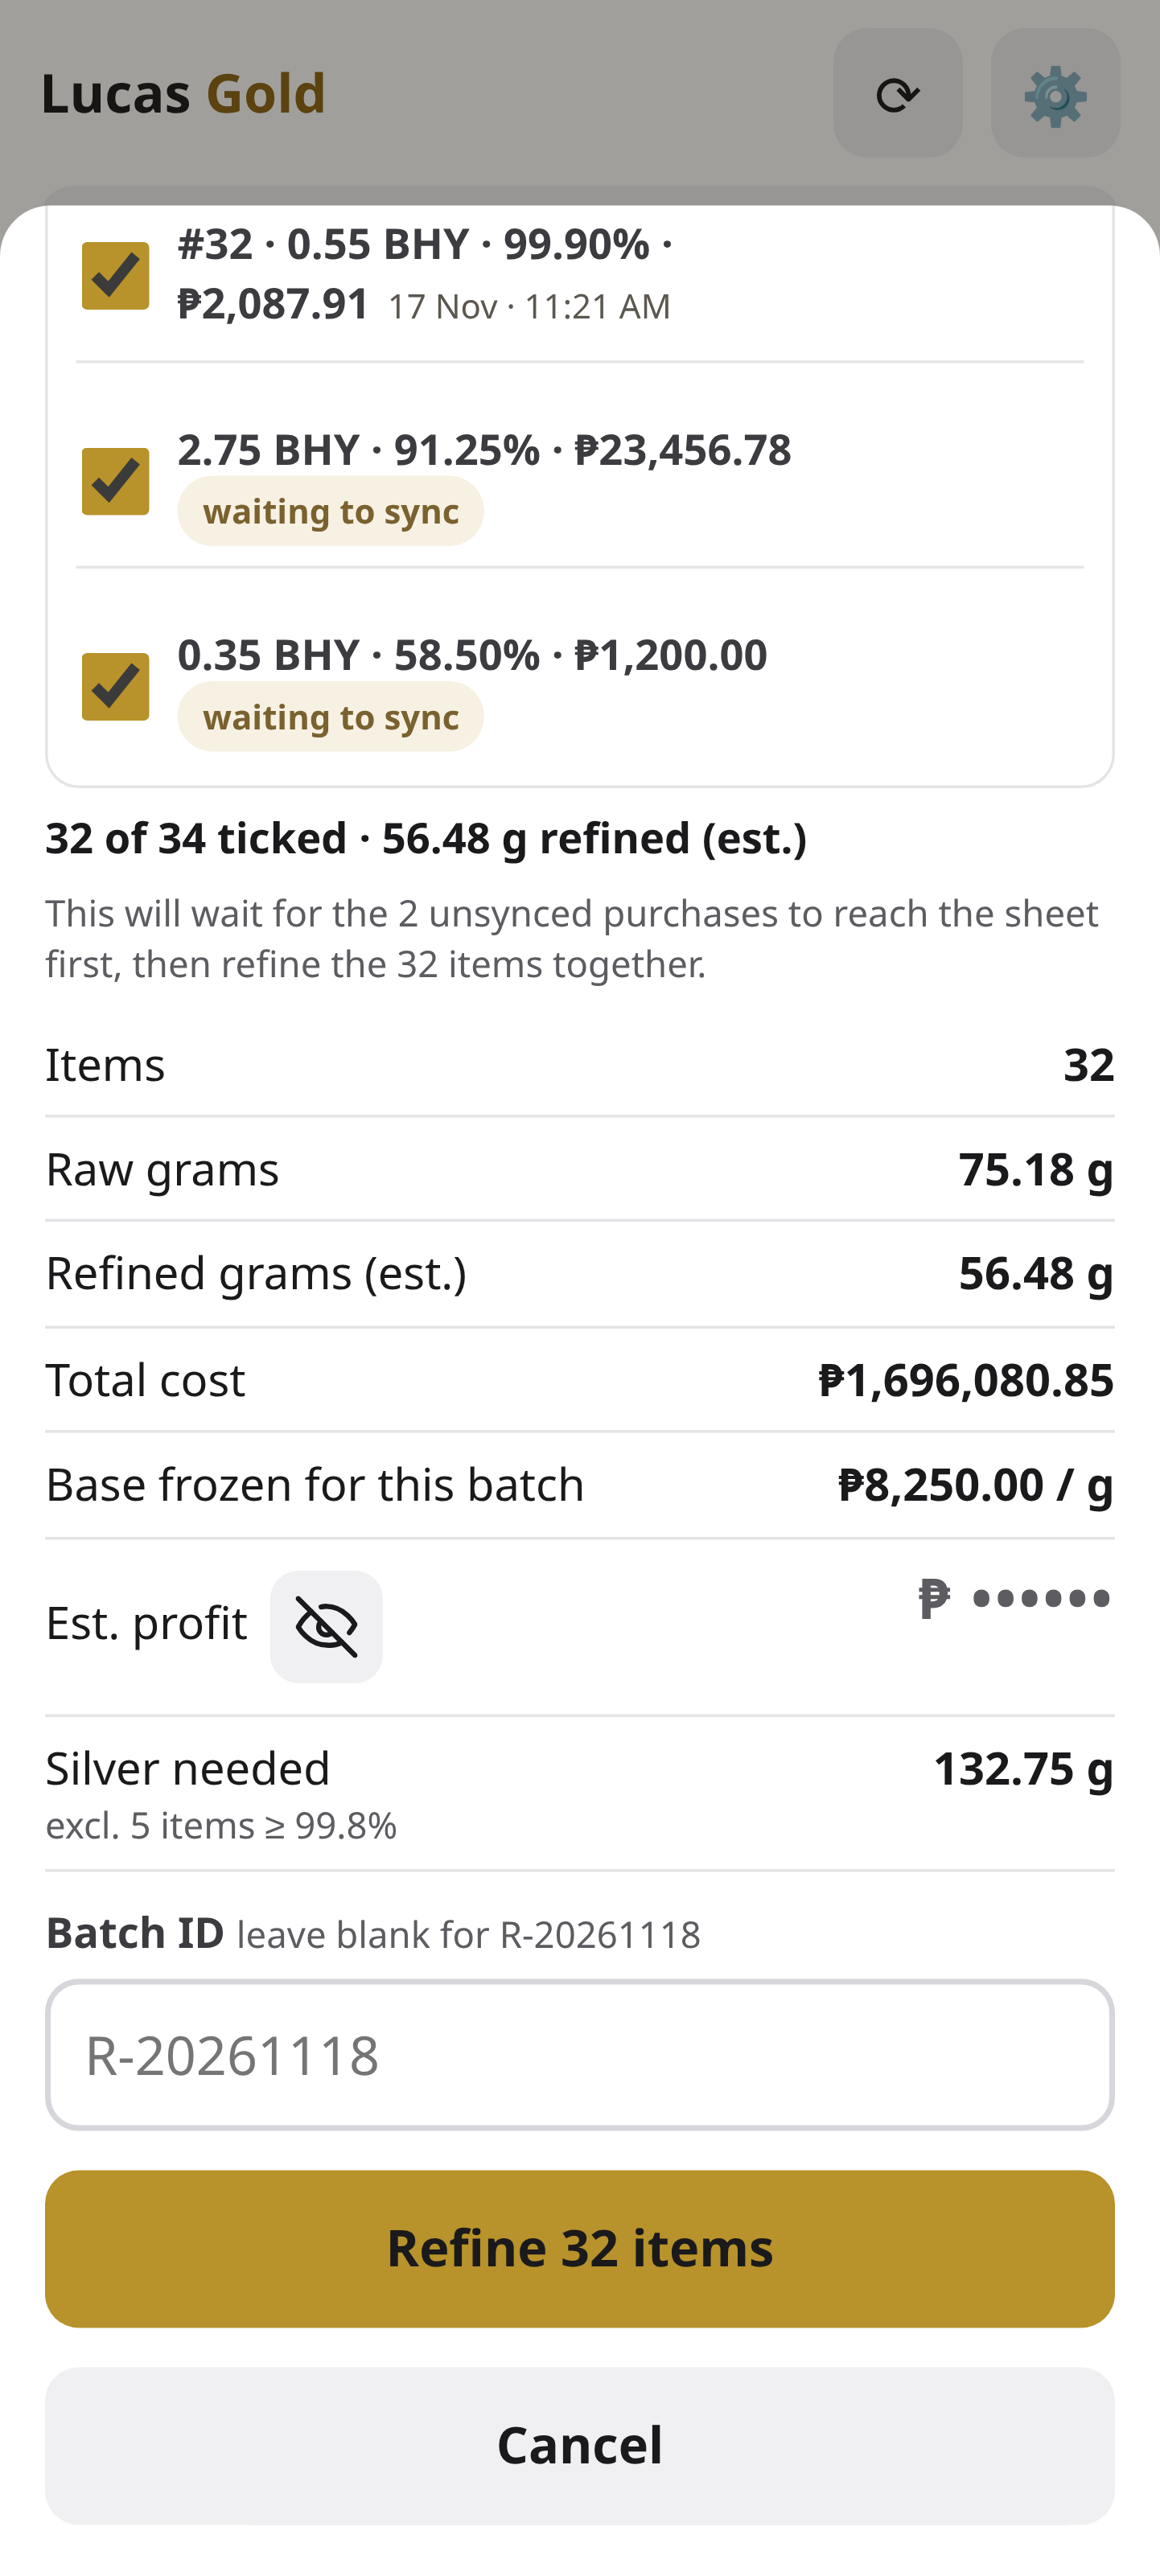 Lucas Gold
#32 · 0.55 BHY · 99.90% ·
₱2,087.91 17 Nov · 11:21 AM
2.75 BHY · 91.25% · ₱23,456.78
waiting to sync
0.35 BHY · 58.50% · ₱1,200.00
waiting to sync
32 of 34 ticked · 56.48 g refined (est.)
This will wait for the 2 unsynced purchases to reach the sheet
first, then refine the 32 items together.
Items 32
Raw grams 75.18 g
Refined grams (est.) 56.48 g
Total cost ₱1,696,080.85
Base frozen for this batch ₱8,250.00 / g
Est. profit ₱ ••••••
Silver needed 132.75 g
excl. 5 items ≥ 99.8%
Batch ID leave blank for R-20261118
R-20261118
Refine 32 items
Cancel